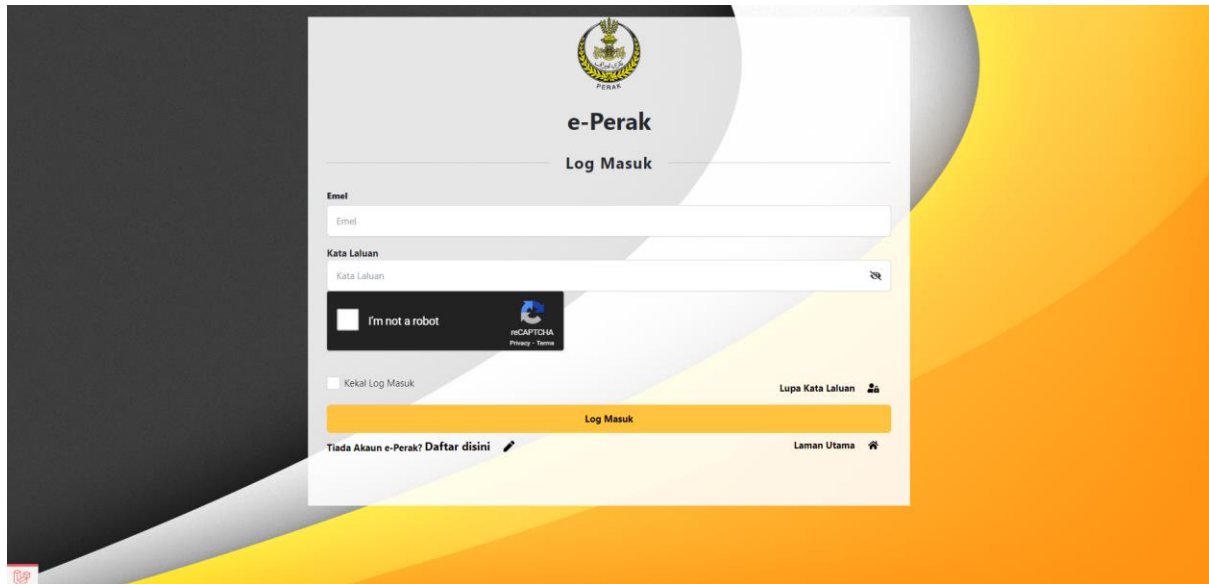 PERAK
e-Perak
Log Masuk
Emel
Emel
Kata Laluan
Kata Laluan
I'm not a robot
reCAPTCHA
Privacy - Terms
Kekal Log Masuk
Lupa Kata Laluan
Log Masuk
Tiada Akaun e-Perak? Daftar disini
Laman Utama